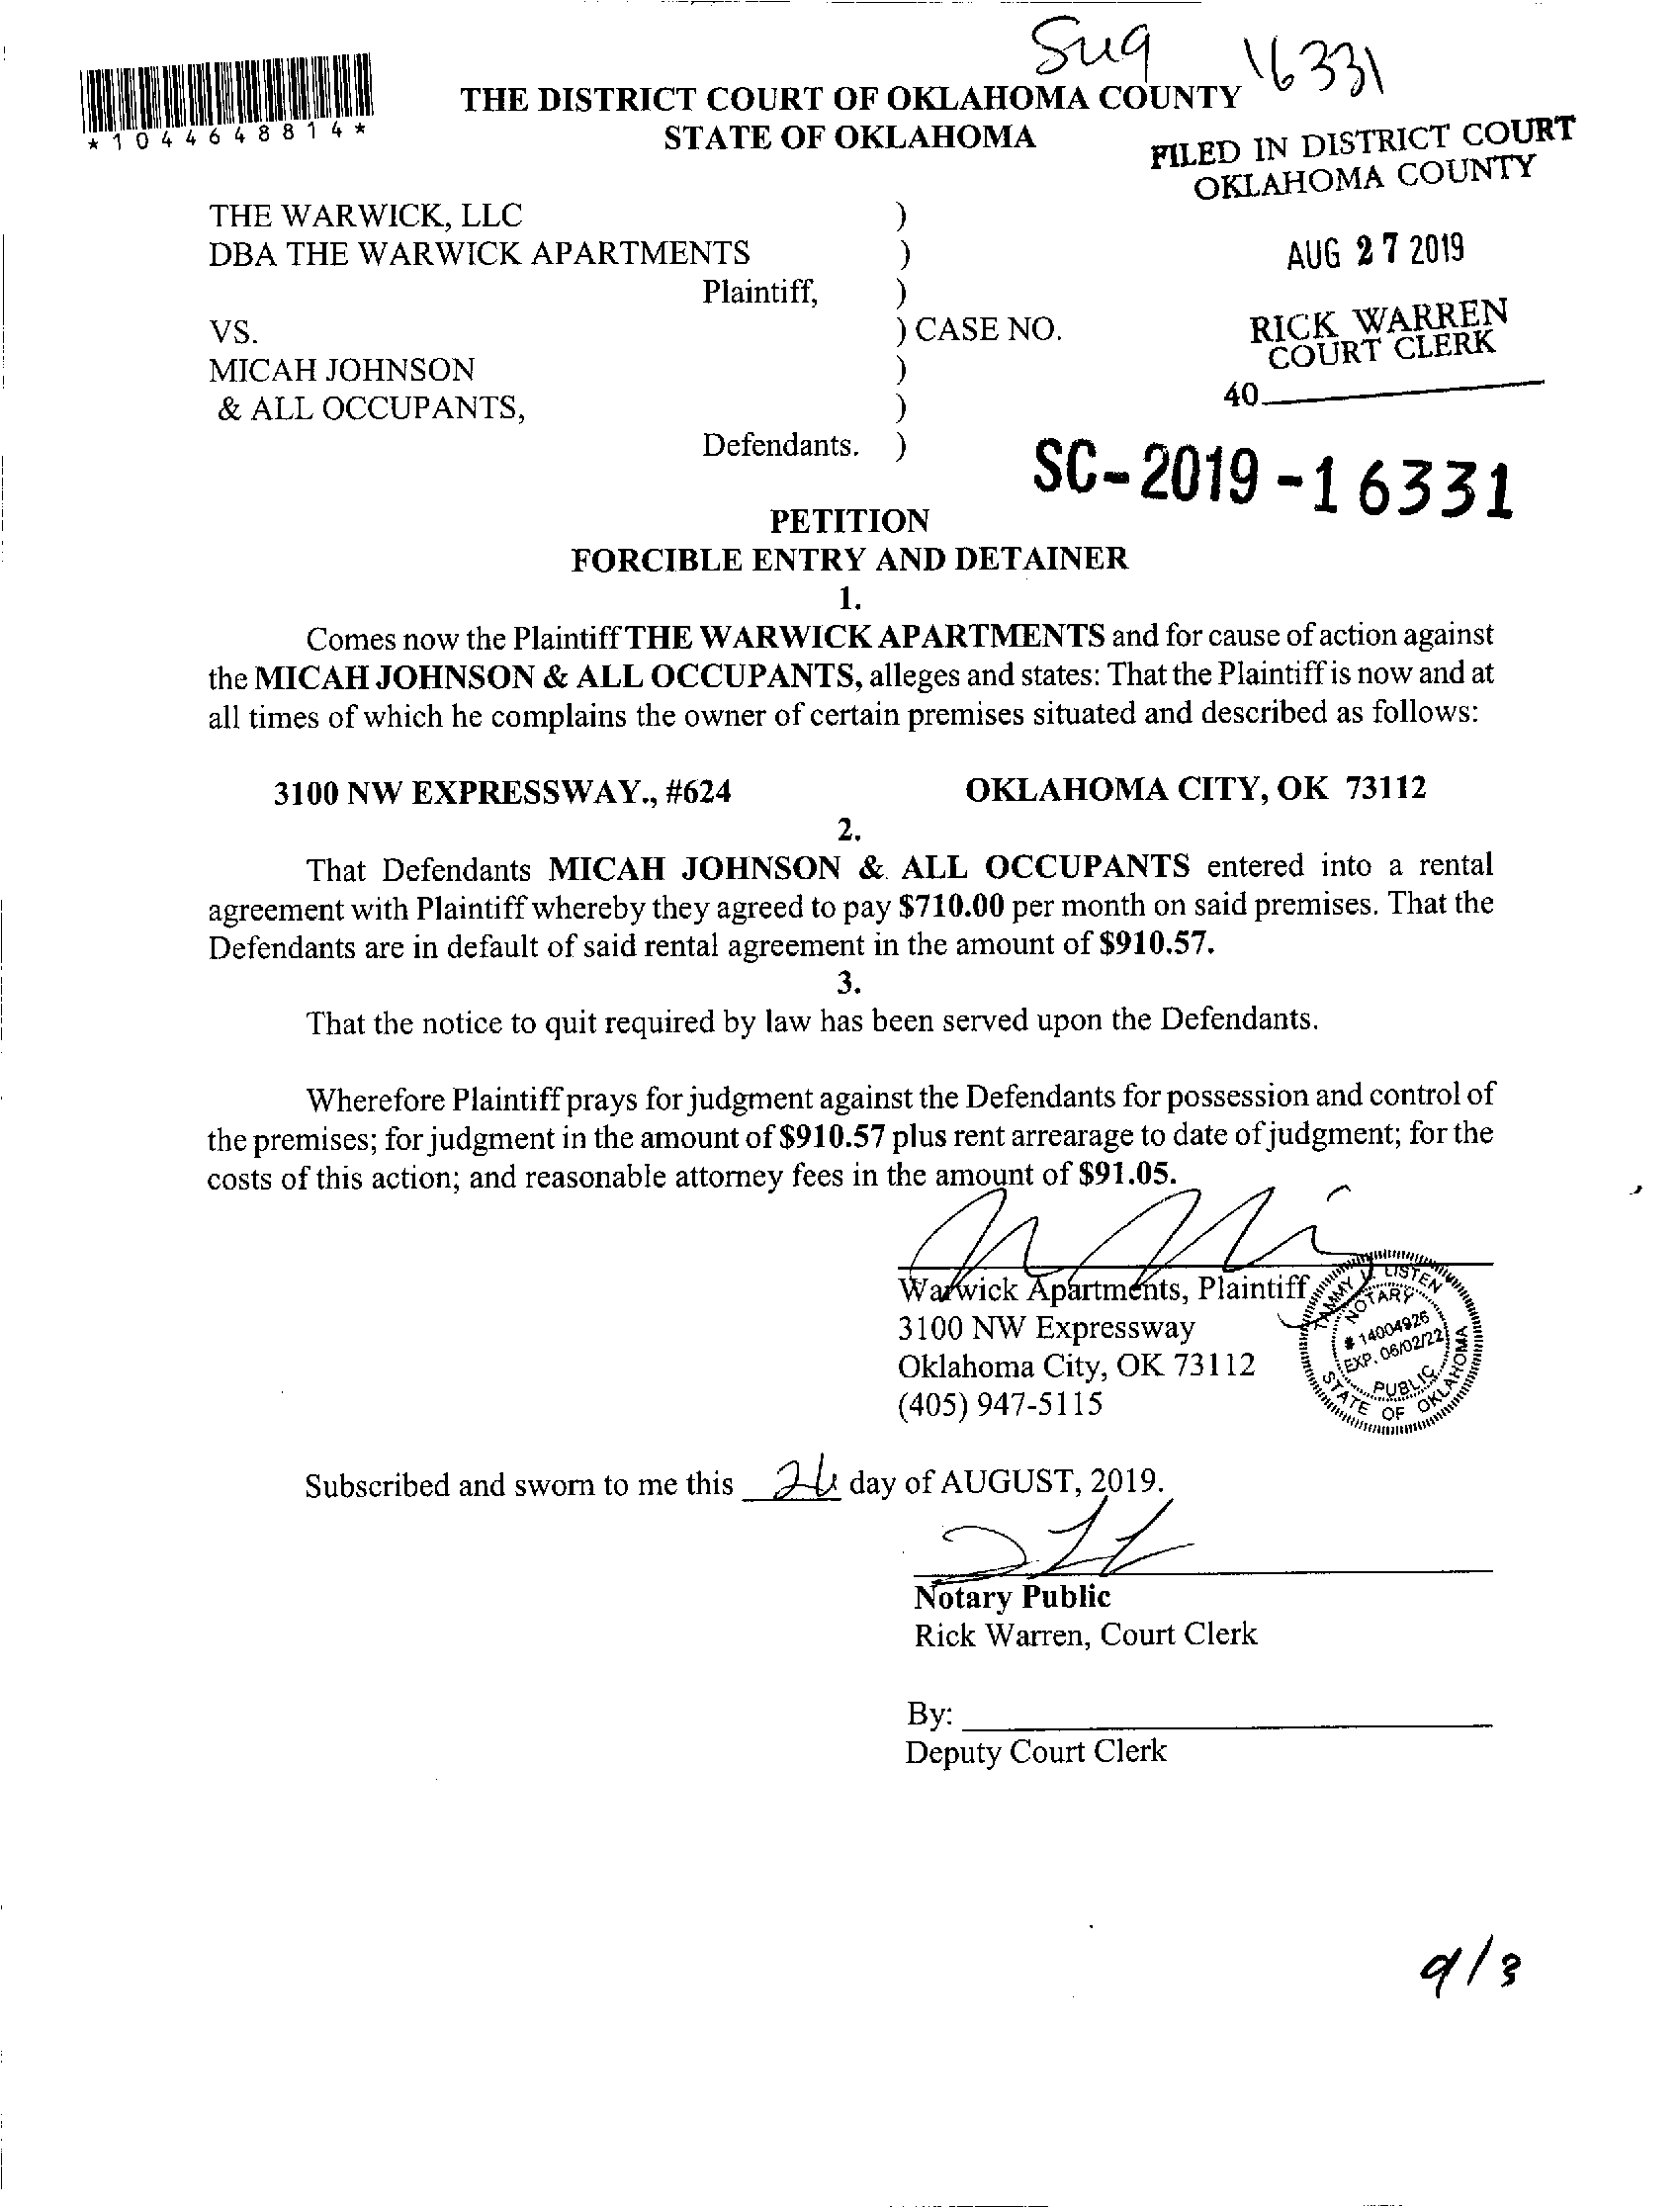 Sug 16331
*1044648814*
THE DISTRICT COURT OF OKLAHOMA COUNTY
STATE OF OKLAHOMA
FILED IN DISTRICT COURT
OKLAHOMA COUNTY
THE WARWICK, LLC )
DBA THE WARWICK APARTMENTS )
AUG 27 2019
Plaintiff, )
VS. ) CASE NO.
RICK WARREN
COURT CLERK
MICAH JOHNSON )
40
& ALL OCCUPANTS, )
Defendants. )
SC-2019-16331
PETITION
FORCIBLE ENTRY AND DETAINER
1.
Comes now the Plaintiff THE WARWICK APARTMENTS and for cause of action against
the MICAH JOHNSON & ALL OCCUPANTS, alleges and states: That the Plaintiff is now and at
all times of which he complains the owner of certain premises situated and described as follows:
3100 NW EXPRESSWAY., #624 OKLAHOMA CITY, OK 73112
2.
That Defendants MICAH JOHNSON & ALL OCCUPANTS entered into a rental
agreement with Plaintiff whereby they agreed to pay $710.00 per month on said premises. That the
Defendants are in default of said rental agreement in the amount of $910.57.
3.
That the notice to quit required by law has been served upon the Defendants.
Wherefore Plaintiff prays for judgment against the Defendants for possession and control of
the premises; for judgment in the amount of $910.57 plus rent arrearage to date of judgment; for the
costs of this action; and reasonable attorney fees in the amount of $91.05.
Warwick Apartments, Plaintiff
3100 NW Expressway
Oklahoma City, OK 73112
(405) 947-5115
TAMMY V. LISTEN
NOTARY
# 14004926
EXP. 06/02/22
PUBLIC
STATE OF OKLAHOMA
Subscribed and sworn to me this 26 day of AUGUST, 2019.
Notary Public
Rick Warren, Court Clerk
By:
Deputy Court Clerk
9/3